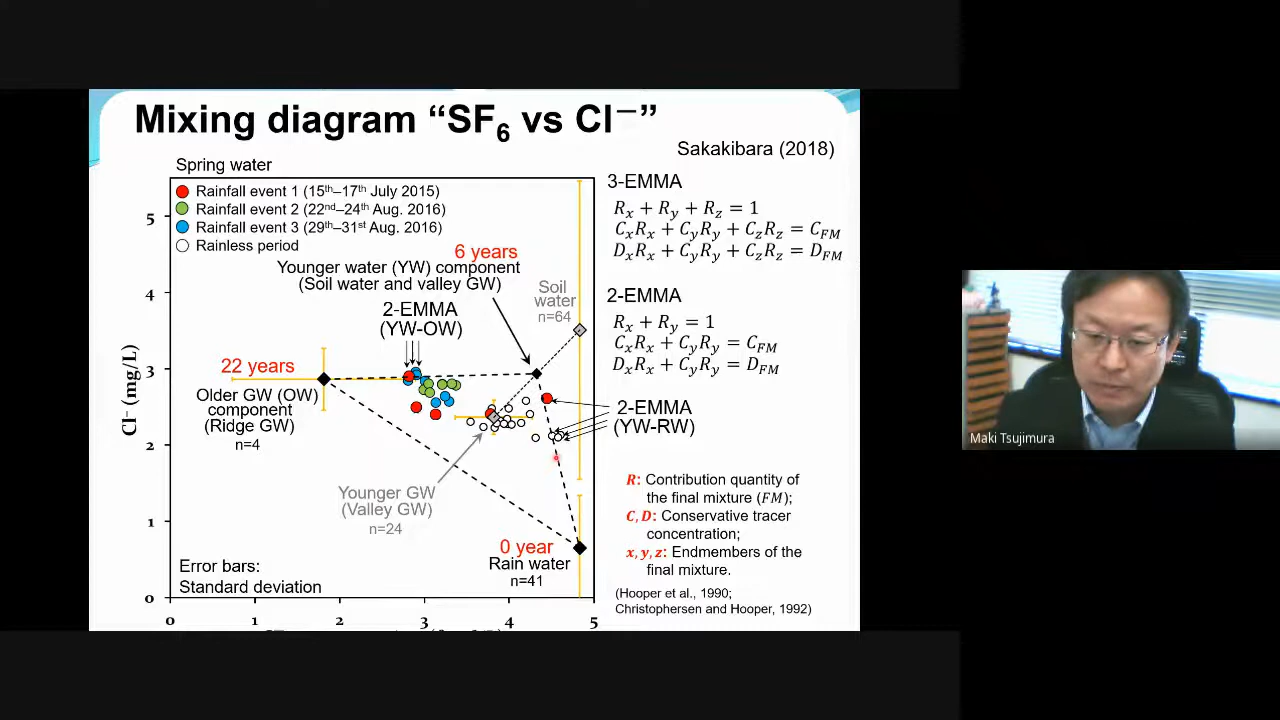 Mixing diagram “SF6 vs Cl−”
Sakakibara (2018)
Spring water
Rainfall event 1 (15th–17th July 2015)
Rainfall event 2 (22nd–24th Aug. 2016)
Rainfall event 3 (29th–31st Aug. 2016)
Rainless period
6 years
Younger water (YW) component
(Soil water and valley GW)
Soil
water
n=64
2-EMMA
(YW-OW)
22 years
Older GW (OW)
component
(Ridge GW)
n=4
2-EMMA
(YW-RW)
Younger GW
(Valley GW)
n=24
0 year
Rain water
n=41
Error bars:
Standard deviation
Cl− (mg/L)
5
4
3
2
1
0
0 1 2 3 4 5
3-EMMA
Rx + Ry + Rz = 1
CxRx + CyRy + CzRz = CFM
DxRx + CyRy + CzRz = DFM
2-EMMA
Rx + Ry = 1
CxRx + CyRy = CFM
DxRx + CyRy = DFM
R: Contribution quantity of
the final mixture (FM);
C, D: Conservative tracer
concentration;
x, y, z: Endmembers of the
final mixture.
(Hooper et al., 1990;
Christophersen and Hooper, 1992)
Maki Tsujimura